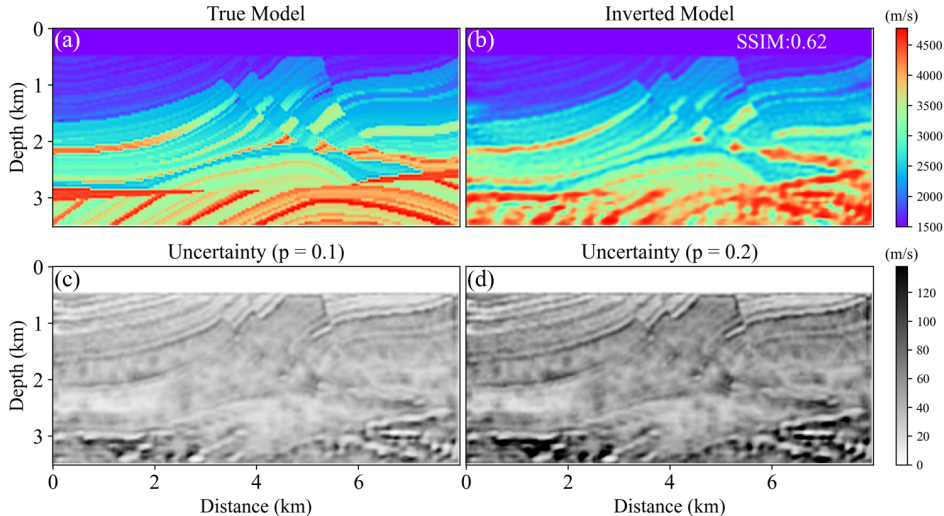 True Model
Inverted Model
(m/s)
(a)
(b)
SSIM:0.62
0
1
2
3
Depth (km)
4500
4000
3500
3000
2500
2000
1500
Uncertainty (p = 0.1)
Uncertainty (p = 0.2)
(m/s)
(c)
(d)
0
1
2
3
Depth (km)
120
100
80
60
40
20
0
0 2 4 6
0 2 4 6
Distance (km)
Distance (km)